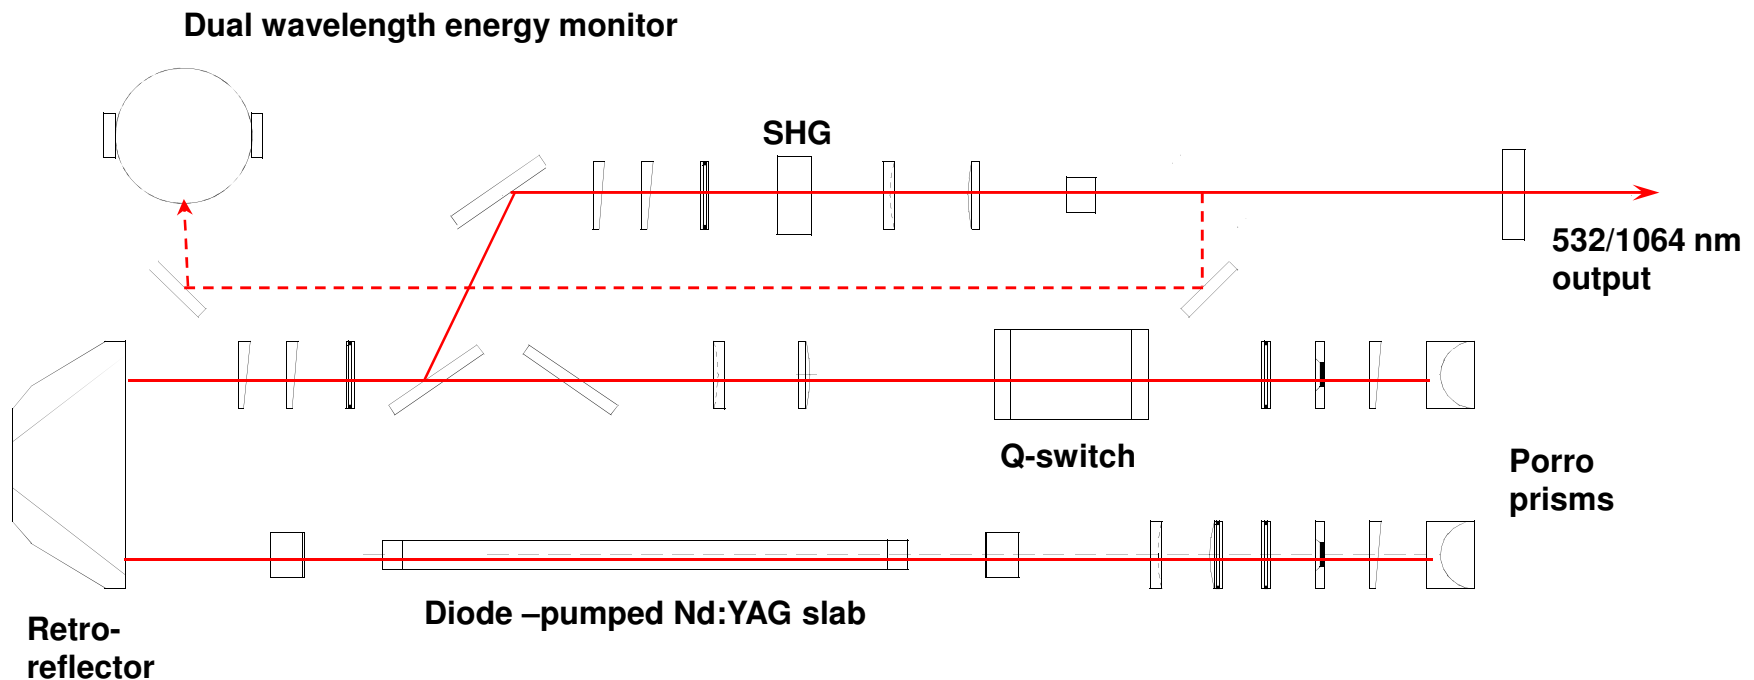 Dual wavelength energy monitor
SHG
532/1064 nm
output
Q-switch
Porro
prisms
Diode –pumped Nd:YAG slab
Retro-
reflector